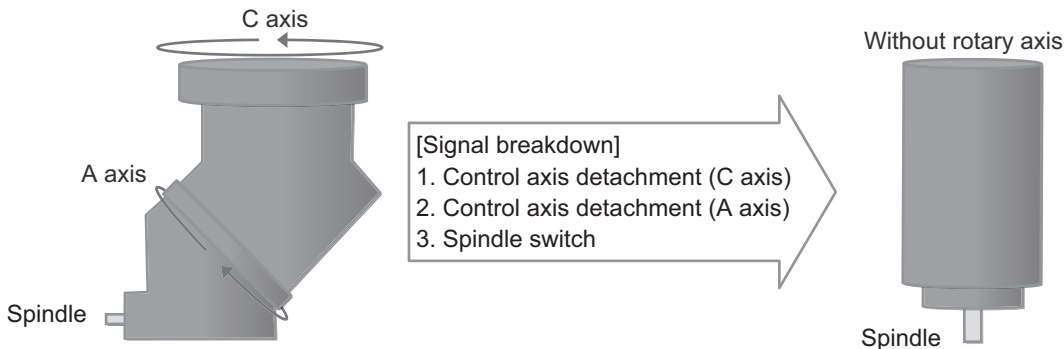 C axis
A axis
Spindle
[Signal breakdown]
1. Control axis detachment (C axis)
2. Control axis detachment (A axis)
3. Spindle switch
Without rotary axis
Spindle